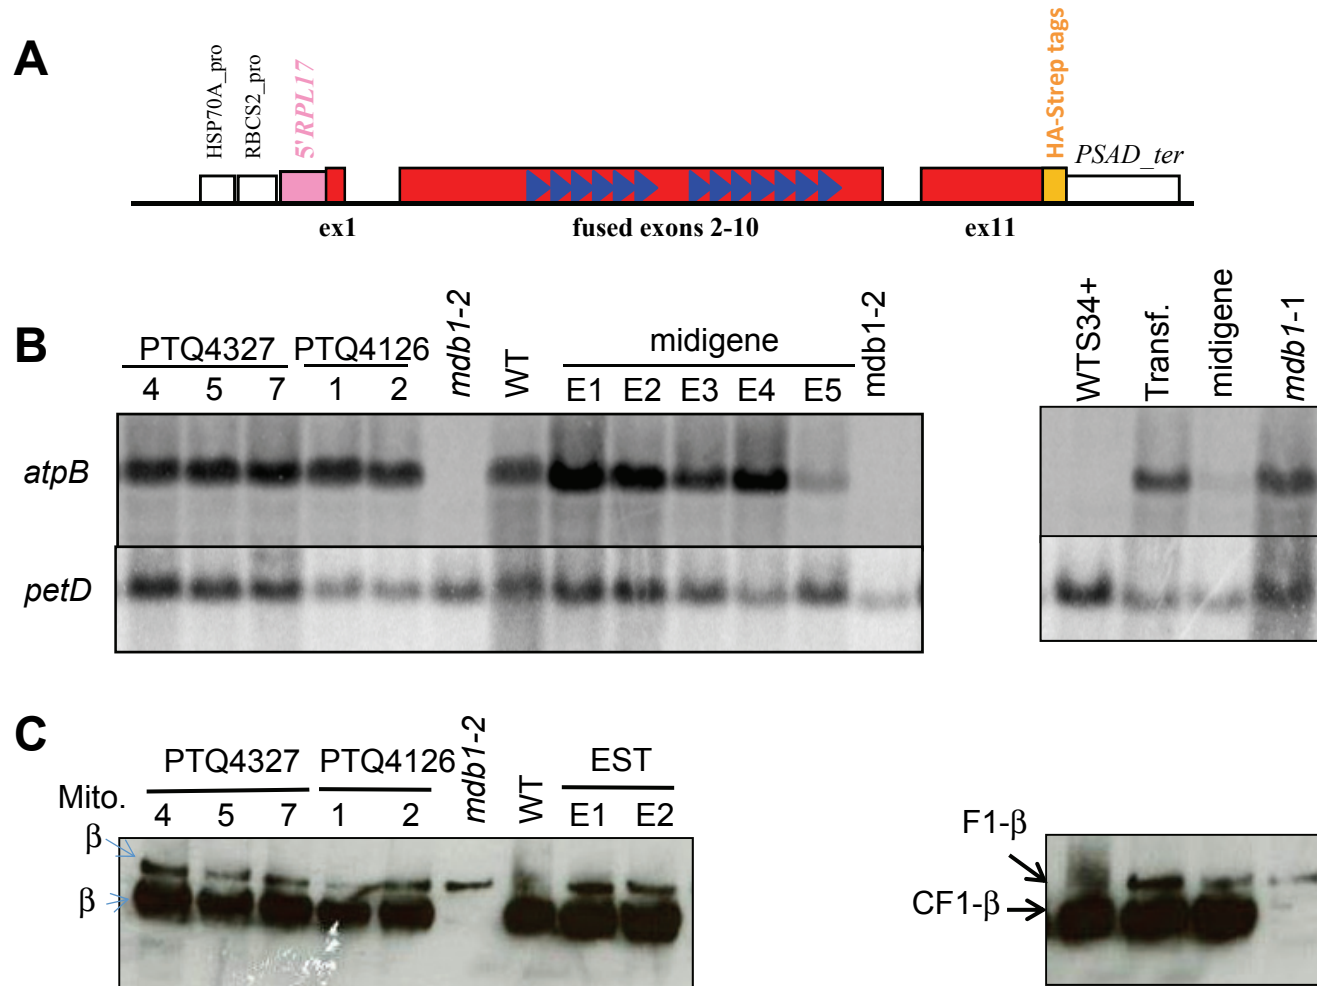 A
HSP70A_pro
RBCS2_pro
5'RPL17
HA-Strep tags
PSAD_ter
ex1
fused exons 2-10
ex11
B
PTQ4327
PTQ4126
mdb1-2
WT
midigene
mdb1-2
4 5 7 1 2 E1 E2 E3 E4 E5
WTS34+
Transf.
midigene
mdb1-1
atpB
petD
C
PTQ4327
PTQ4126
mdb1-2
WT
EST
Mito.
4 5 7 1 2 E1 E2
β
β
F1-β
CF1-β